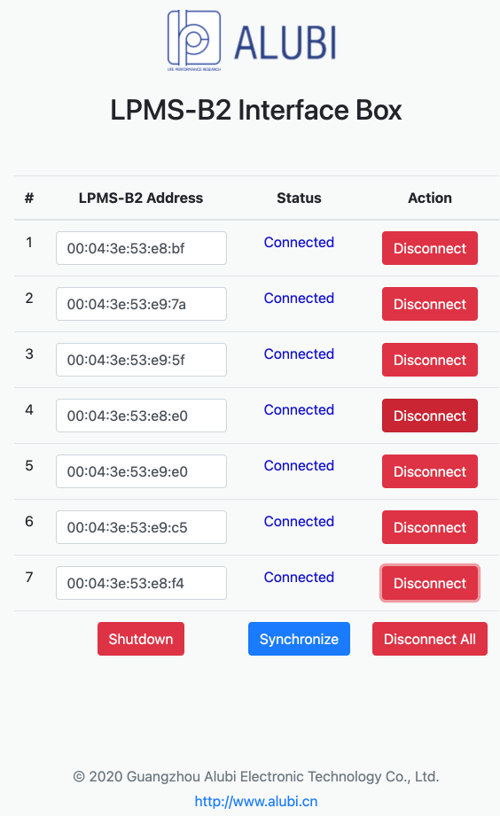 LIFE PERFORMANCE RESEARCH
ALUBI
LPMS-B2 Interface Box
# LPMS-B2 Address Status Action
1 00:04:3e:53:e8:bf Connected Disconnect
2 00:04:3e:53:e9:7a Connected Disconnect
3 00:04:3e:53:e9:5f Connected Disconnect
4 00:04:3e:53:e8:e0 Connected Disconnect
5 00:04:3e:53:e9:e0 Connected Disconnect
6 00:04:3e:53:e9:c5 Connected Disconnect
7 00:04:3e:53:e8:f4 Connected Disconnect
Shutdown Synchronize Disconnect All
© 2020 Guangzhou Alubi Electronic Technology Co., Ltd.
http://www.alubi.cn